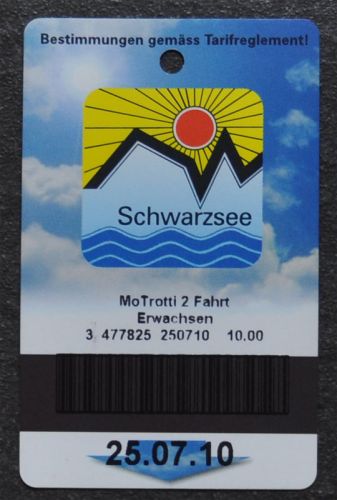 Bestimmungen gemäss Tarifreglement!
Schwarzsee
MoTrotti 2 Fahrt
Erwachsen
3 477825 250710 10.00
25.07.10